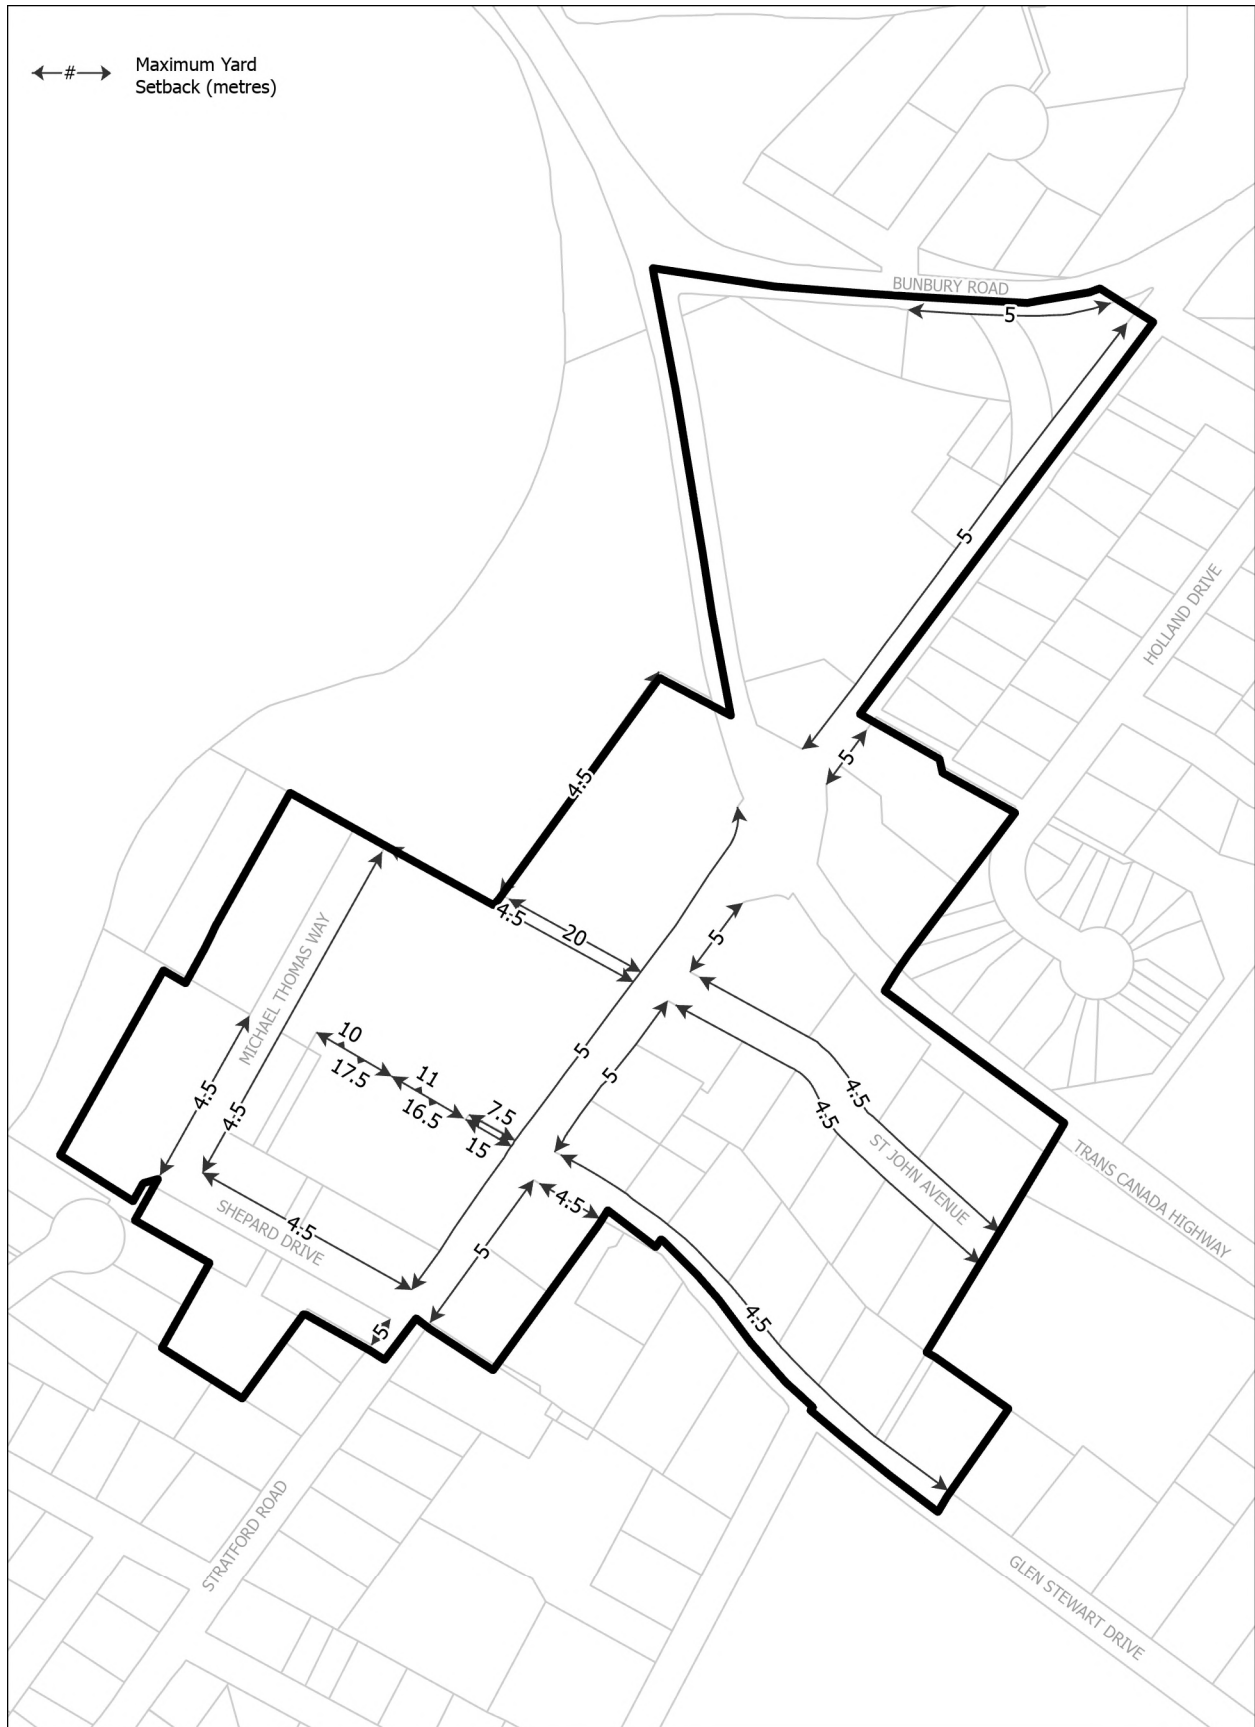 #
Maximum Yard
Setback (metres)
BUNBURY ROAD
5
5
HOLLAND DRIVE
5
4.5
4.5
20
5
MICHAEL THOMAS WAY
10
17.5
11
16.5
7.5
15
5
5
4.5
4.5
4.5
4.5
ST JOHN AVENUE
TRANS CANADA HIGHWAY
SHEPARD DRIVE
4.5
4.5
5
5
4.5
STRATFORD ROAD
GLEN STEWART DRIVE